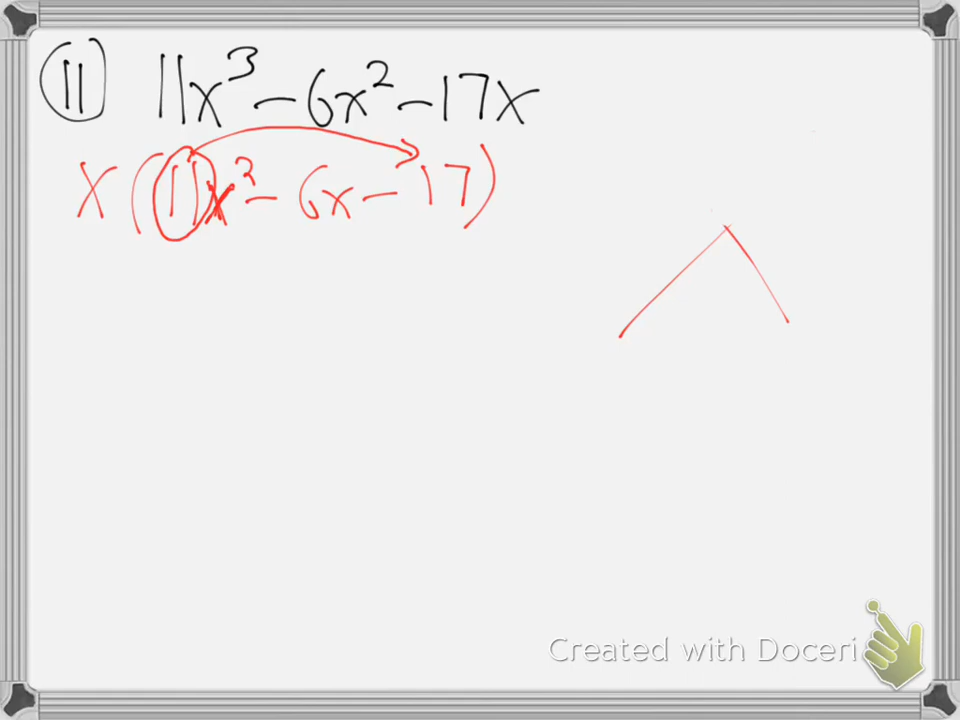 ⑪ 11x³ - 6x² - 17x
x(11x² - 6x - 17)
Created with Doceri